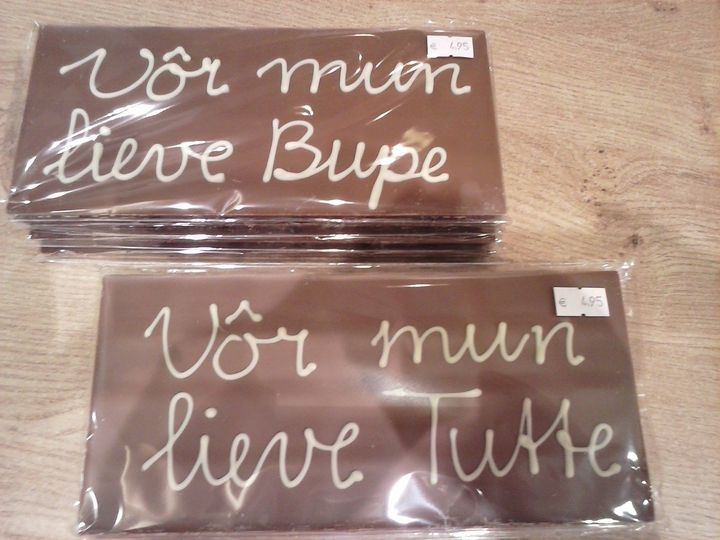 € 4,95
Vôr mun
lieve Bupe
€ 4,95
Vôr mun
lieve Tutte